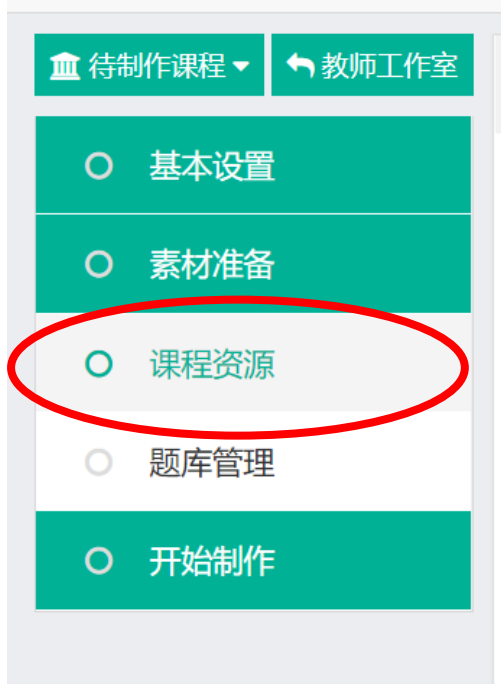 待制作课程 教师工作室
基本设置
素材准备
课程资源
题库管理
开始制作